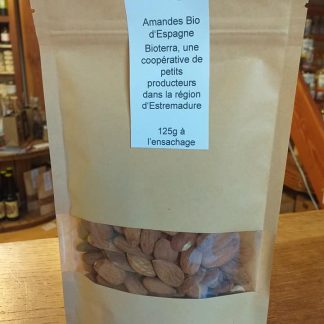 Amandes Bio
d'Espagne
Bioterra, une
coopérative de
petits
producteurs
dans la région
d'Estremadure
125g à
l'ensachage